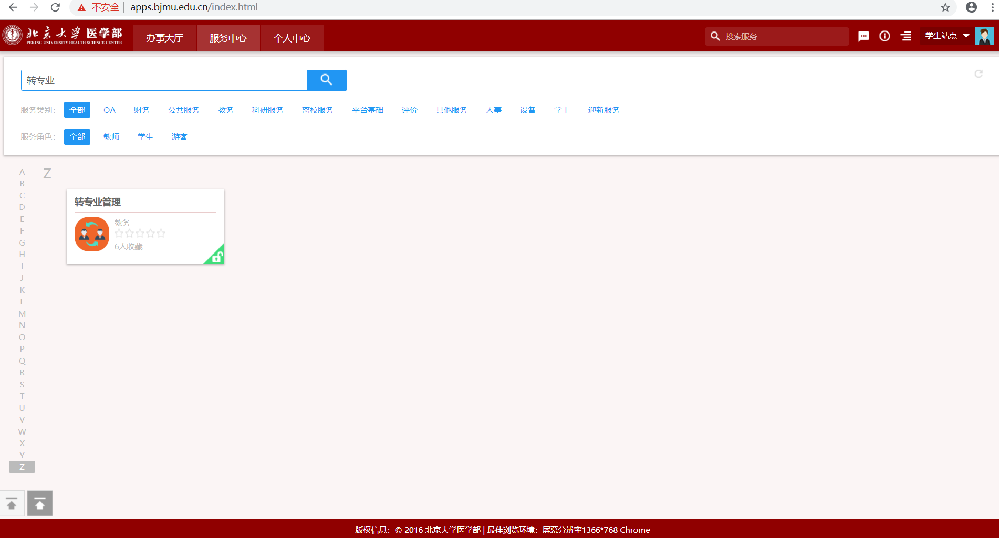 不安全 | apps.bjmu.edu.cn/index.html
北京大学医学部
PEKING UNIVERSITY HEALTH SCIENCE CENTER
办事大厅 服务中心 个人中心 搜索服务 学生站点
转专业
服务类别： 全部 OA 财务 公共服务 教务 科研服务 离校服务 平台基础 评价 其他服务 人事 设备 学工 迎新服务
服务角色： 全部 教师 学生 游客
A
B
C
D
E
F
G
H
I
J
K
L
M
N
O
P
Q
R
S
T
U
V
W
X
Y
Z
Z
转专业管理
教务
6人收藏
版权信息：© 2016 北京大学医学部 | 最佳浏览环境：屏幕分辨率1366*768 Chrome